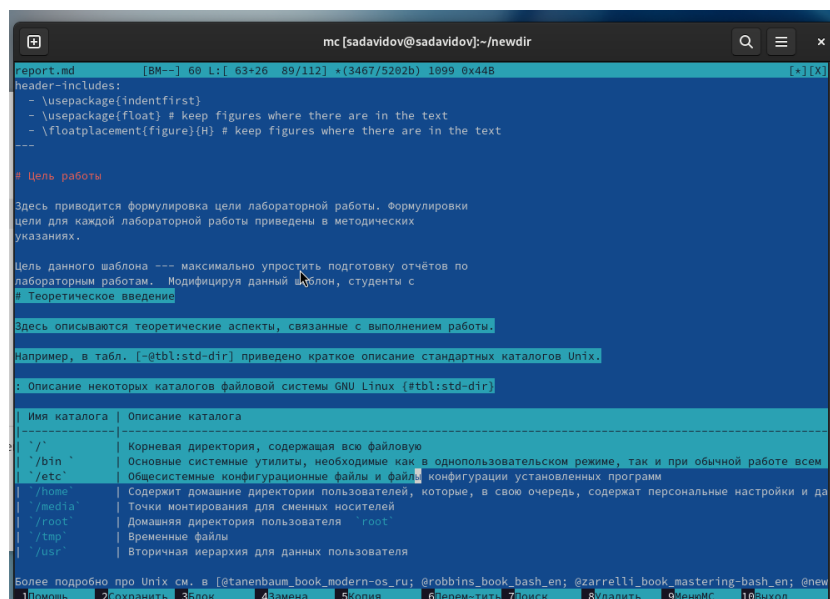 mc [sadavidov@sadavidov]:~/newdir
report.md [BM--] 60 L:[ 63+26 89/112] *(3467/5202b) 1099 0x44B [*][X]
header-includes:
- \usepackage{indentfirst}
- \usepackage{float} # keep figures where there are in the text
- \floatplacement{figure}{H} # keep figures where there are in the text
---
# Цель работы
Здесь приводится формулировка цели лабораторной работы. Формулировки
цели для каждой лабораторной работы приведены в методических
указаниях.
Цель данного шаблона --- максимально упростить подготовку отчётов по
лабораторным работам. Модифицируя данный шаблон, студенты с
# Теоретическое введение
Здесь описываются теоретические аспекты, связанные с выполнением работы.
Например, в табл. [-@tbl:std-dir] приведено краткое описание стандартных каталогов Unix.
: Описание некоторых каталогов файловой системы GNU Linux {#tbl:std-dir}
| Имя каталога | Описание каталога
|--------------|----------------------------------------------------------------------------------------------------
| `/` | Корневая директория, содержащая всю файловую
| `/bin ` | Основные системные утилиты, необходимые как в однопользовательском режиме, так и при обычной работе всем
| `/etc` | Общесистемные конфигурационные файлы и файлы конфигурации установленных программ
| `/home` | Содержит домашние директории пользователей, которые, в свою очередь, содержат персональные настройки и да
| `/media` | Точки монтирования для сменных носителей
| `/root` | Домашняя директория пользователя `root`
| `/tmp` | Временные файлы
| `/usr` | Вторичная иерархия для данных пользователя
Более подробно про Unix см. в [@tanenbaum_book_modern-os_ru; @robbins_book_bash_en; @zarrelli_book_mastering-bash_en; @new
1Помощь 2Сохранить 3Блок 4Замена 5Копия 6Перем~тить 7Поиск 8Удалить 9МенюMC 10Выход